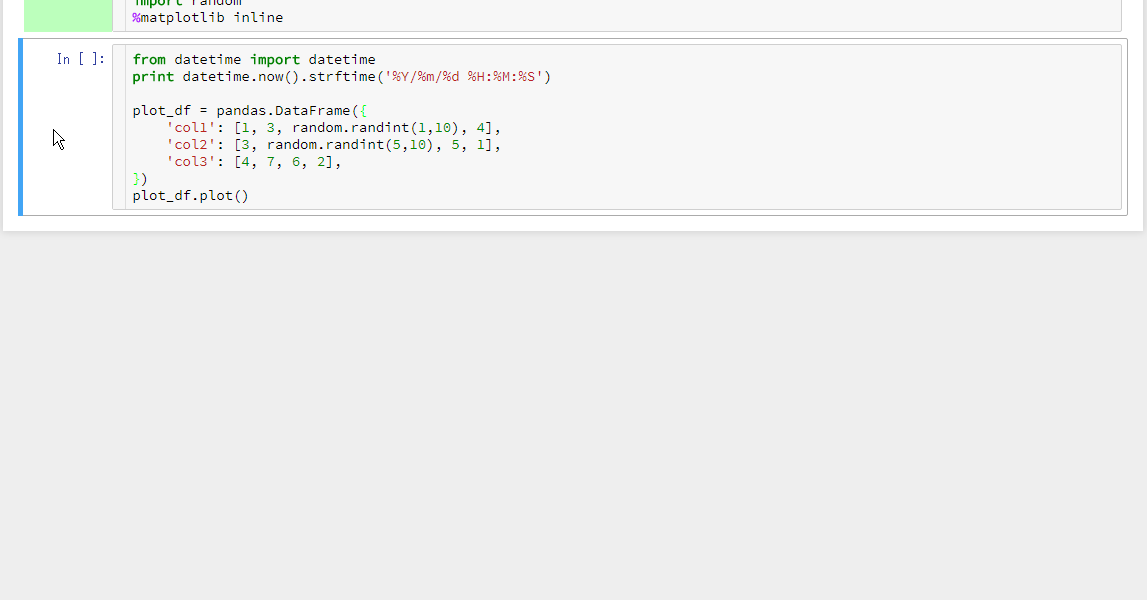 import random
%matplotlib inline
In [ ]:
from datetime import datetime
print datetime.now().strftime('%Y/%m/%d %H:%M:%S')
plot_df = pandas.DataFrame({
    'col1': [1, 3, random.randint(1,10), 4],
    'col2': [3, random.randint(5,10), 5, 1],
    'col3': [4, 7, 6, 2],
})
plot_df.plot()